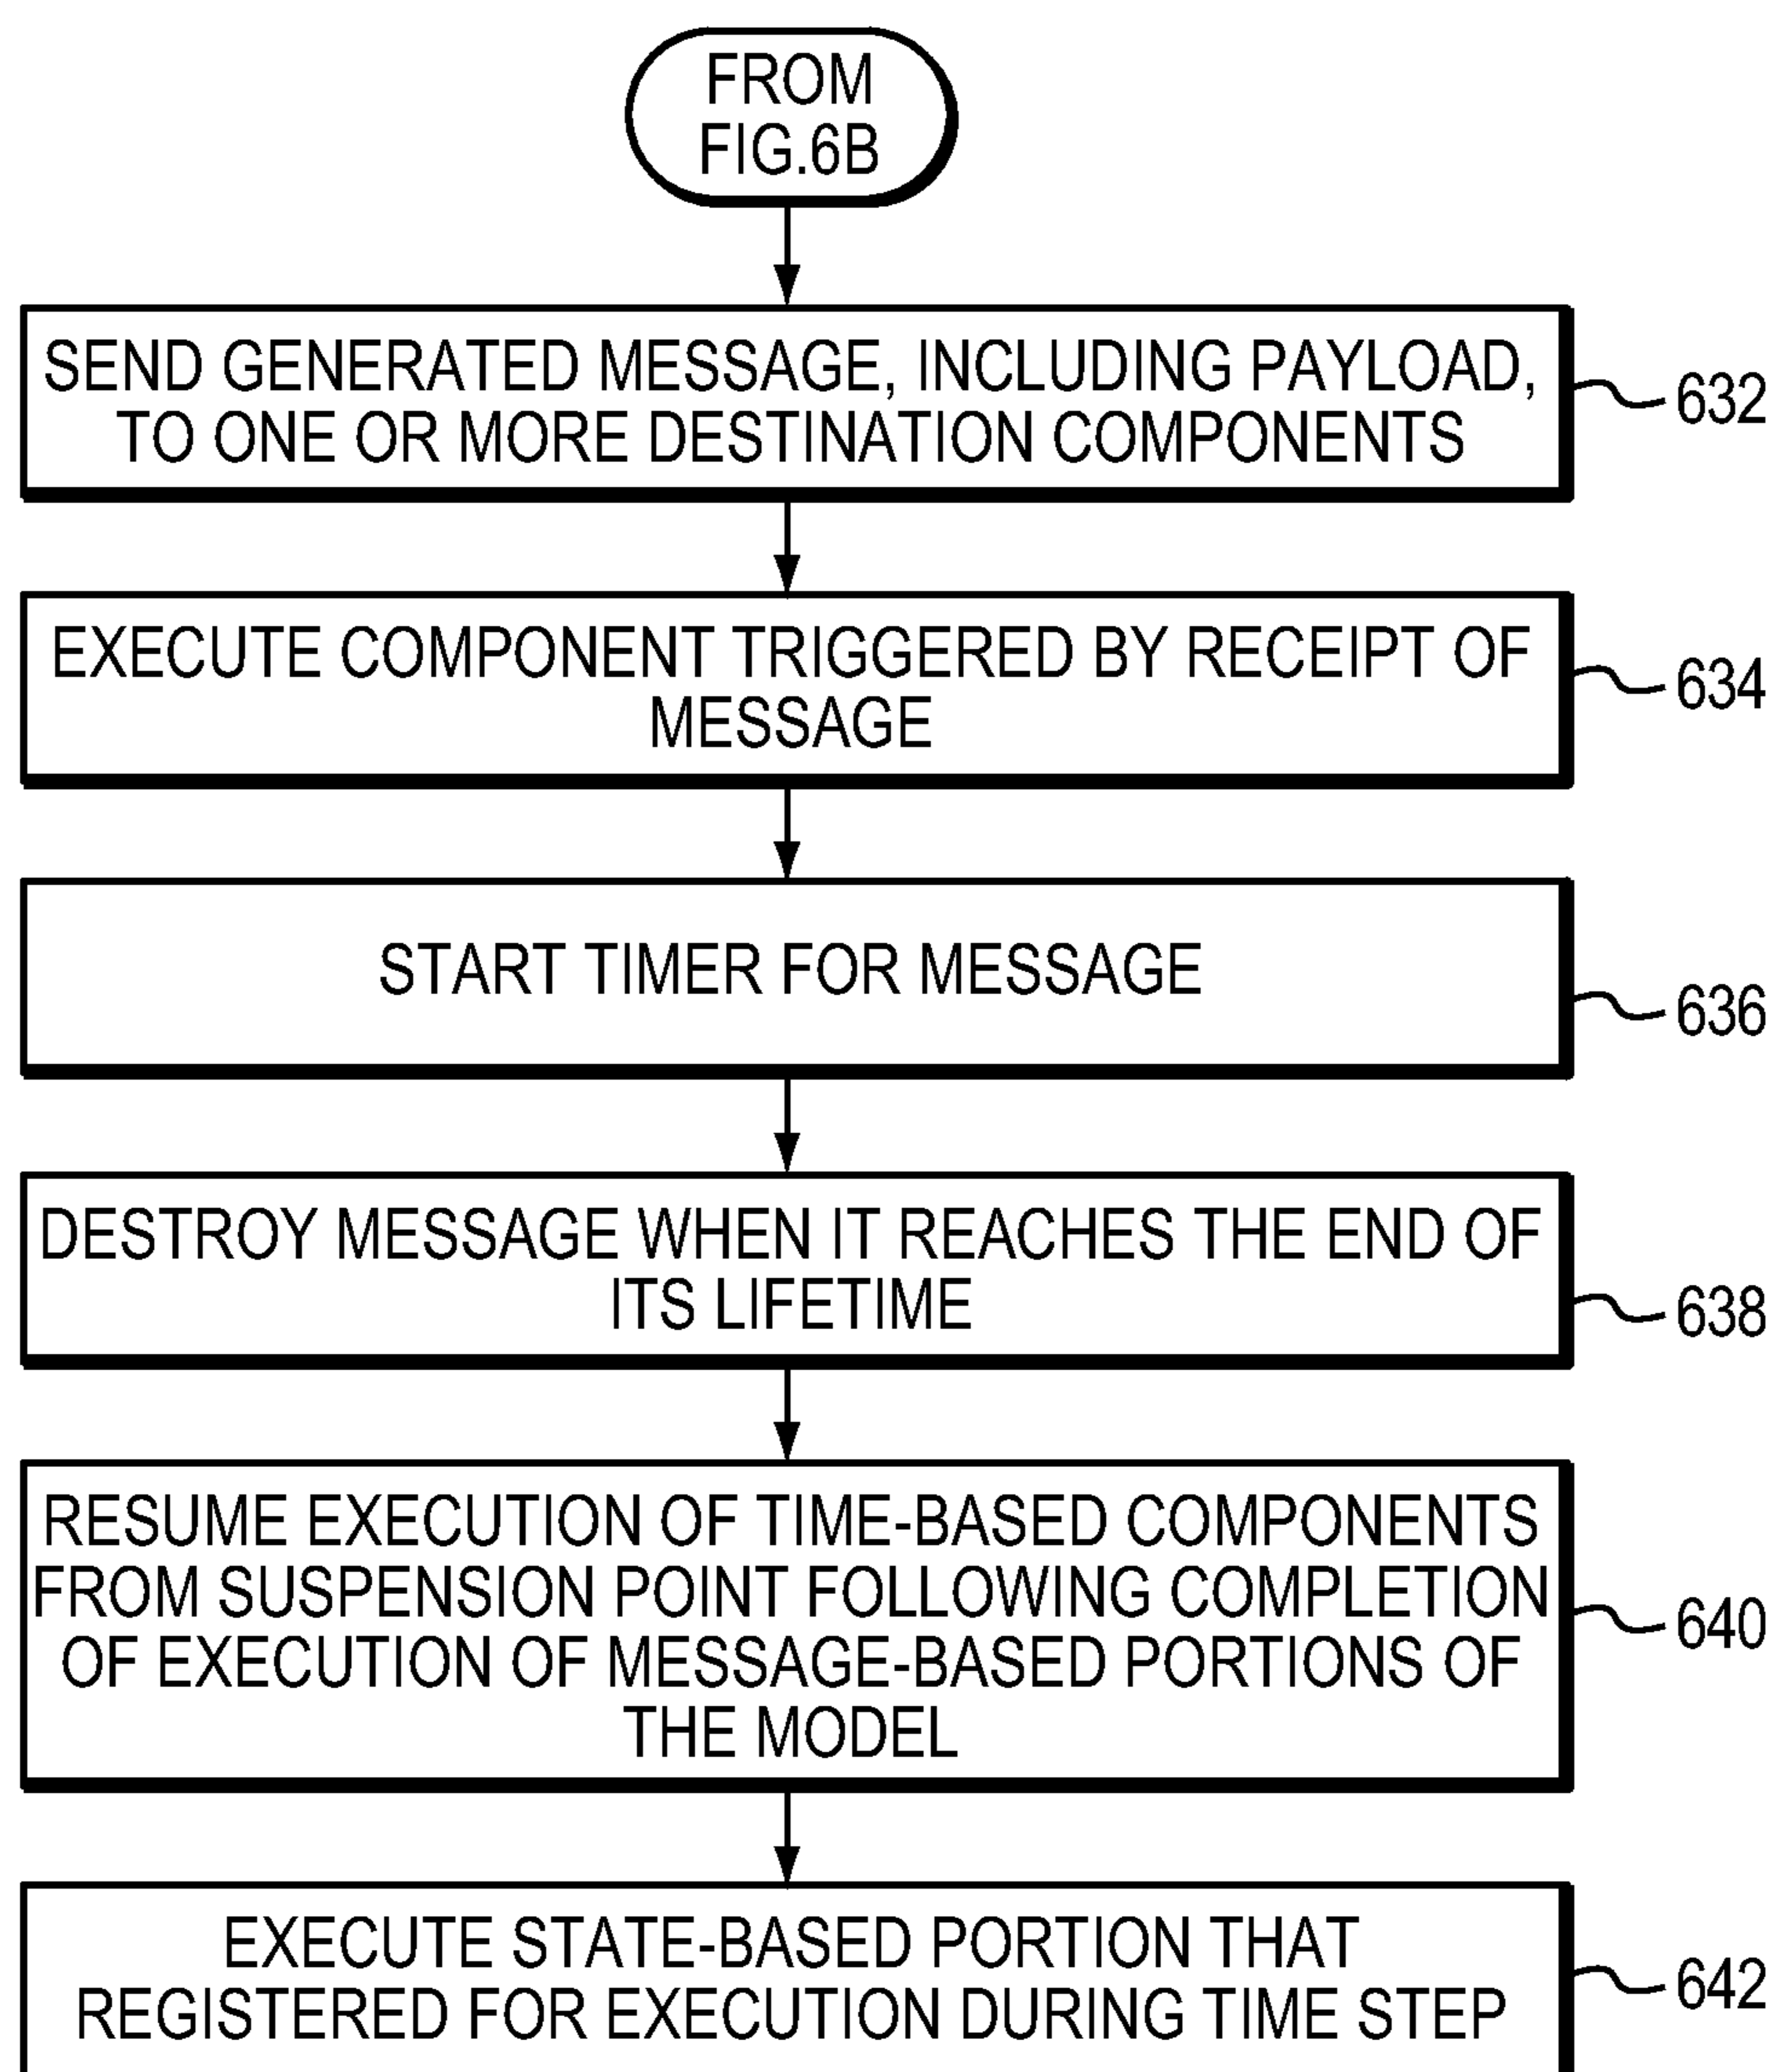 FROM
FIG.6B
SEND GENERATED MESSAGE, INCLUDING PAYLOAD,
TO ONE OR MORE DESTINATION COMPONENTS
632
EXECUTE COMPONENT TRIGGERED BY RECEIPT OF
MESSAGE
634
START TIMER FOR MESSAGE
636
DESTROY MESSAGE WHEN IT REACHES THE END OF
ITS LIFETIME
638
RESUME EXECUTION OF TIME-BASED COMPONENTS
FROM SUSPENSION POINT FOLLOWING COMPLETION
OF EXECUTION OF MESSAGE-BASED PORTIONS OF
THE MODEL
640
EXECUTE STATE-BASED PORTION THAT
REGISTERED FOR EXECUTION DURING TIME STEP
642